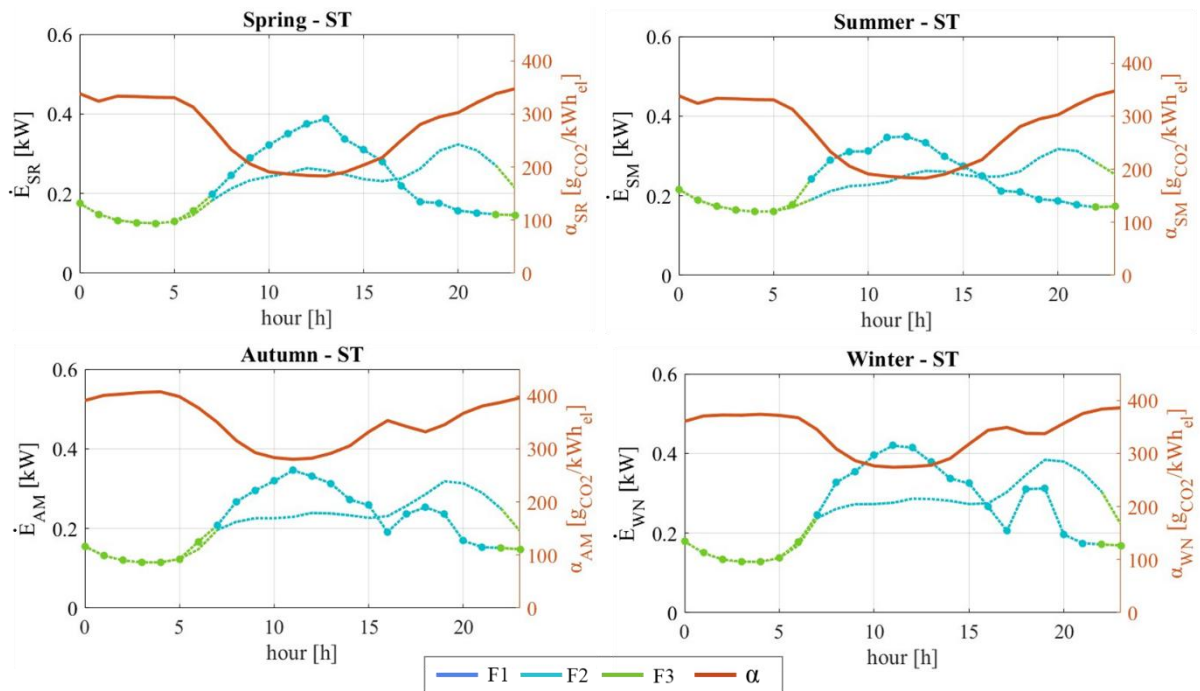 Spring - ST
0.6
0.4
0.2
0
Ė_SR [kW]
400
300
200
100
0
α_SR [g_CO2/kWh_el]
0 5 10 15 20
hour [h]
Summer - ST
0.6
0.4
0.2
0
Ė_SM [kW]
400
300
200
100
0
α_SM [g_CO2/kWh_el]
0 5 10 15 20
hour [h]
Autumn - ST
0.6
0.4
0.2
0
Ė_AM [kW]
400
300
200
100
0
α_AM [g_CO2/kWh_el]
0 5 10 15 20
hour [h]
Winter - ST
0.6
0.4
0.2
0
Ė_WN [kW]
400
300
200
100
0
α_WN [g_CO2/kWh_el]
0 5 10 15 20
hour [h]
F1 F2 F3 α